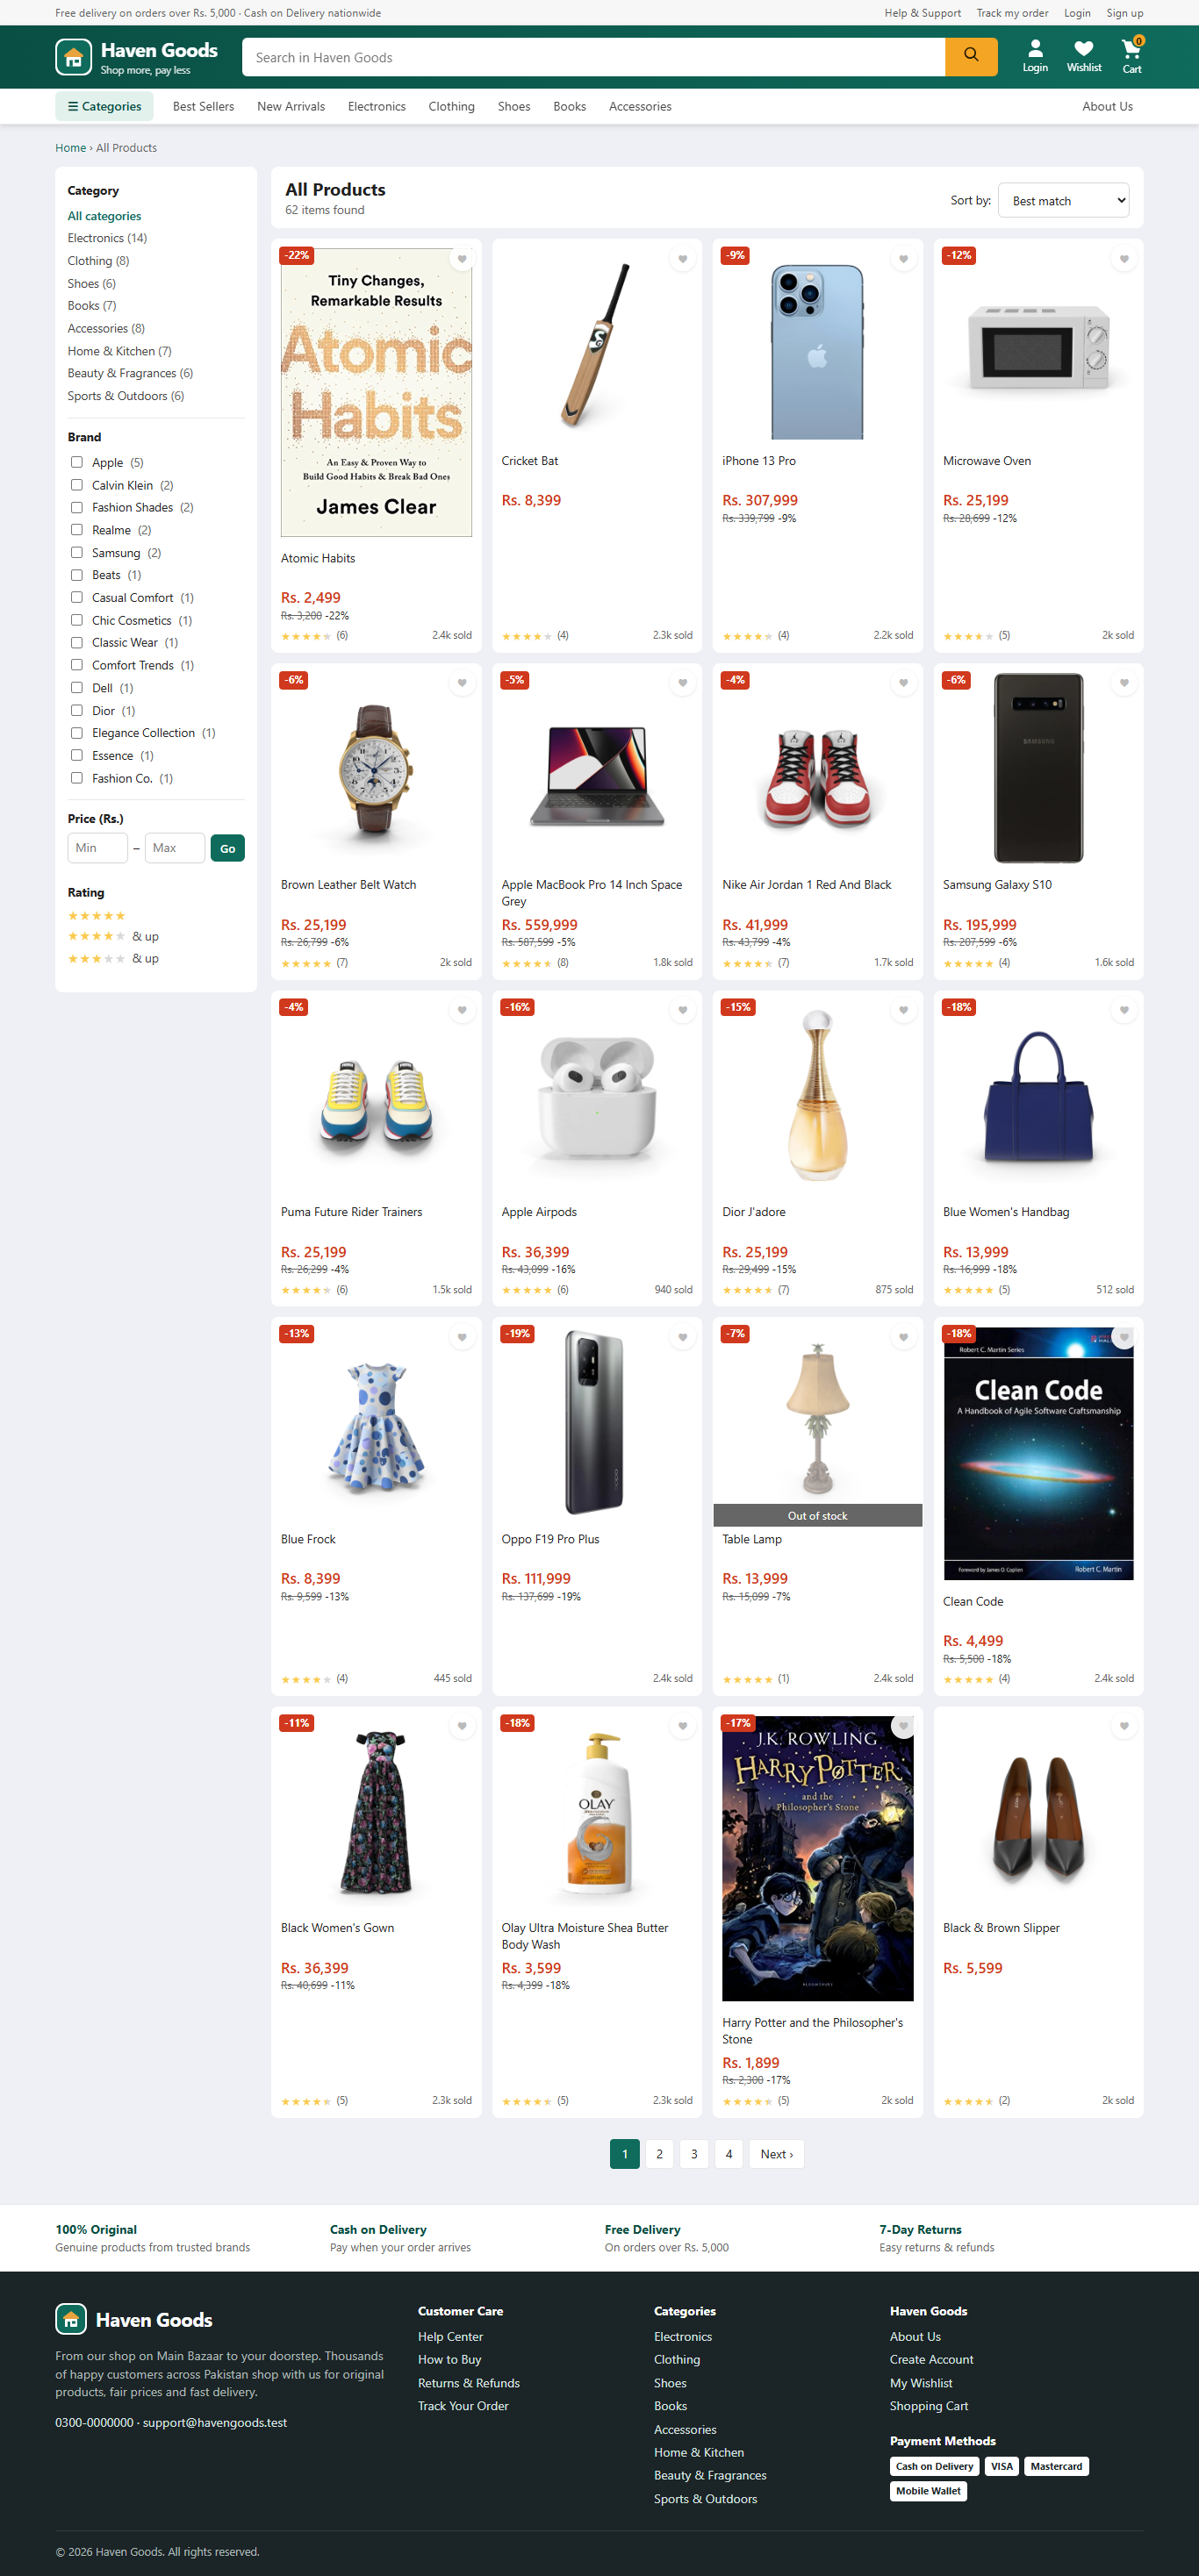 Free delivery on orders over Rs. 5,000 · Cash on Delivery nationwide
Help & Support Track my order Login Sign up
Haven Goods
Shop more, pay less
Search in Haven Goods
Login
Wishlist
0
Cart
☰ Categories
Best Sellers New Arrivals Electronics Clothing Shoes Books Accessories
About Us
Home › All Products
Category
All categories
Electronics (14)
Clothing (8)
Shoes (6)
Books (7)
Accessories (8)
Home & Kitchen (7)
Beauty & Fragrances (6)
Sports & Outdoors (6)
Brand
Apple (5)
Calvin Klein (2)
Fashion Shades (2)
Realme (2)
Samsung (2)
Beats (1)
Casual Comfort (1)
Chic Cosmetics (1)
Classic Wear (1)
Comfort Trends (1)
Dell (1)
Dior (1)
Elegance Collection (1)
Essence (1)
Fashion Co. (1)
Price (Rs.)
Min – Max Go
Rating
★★★★★
★★★★★ & up
★★★★★ & up
All Products
62 items found
Sort by: Best match
-22%
Tiny Changes,
Remarkable Results
Atomic
Habits
An Easy & Proven Way to
Build Good Habits & Break Bad Ones
James Clear
Atomic Habits
Rs. 2,499
Rs. 3,200 -22%
★★★★★ (6) 2.4k sold
Cricket Bat
Rs. 8,399
★★★★★ (4) 2.3k sold
-9%
iPhone 13 Pro
Rs. 307,999
Rs. 339,799 -9%
★★★★★ (4) 2.2k sold
-12%
Microwave Oven
Rs. 25,199
Rs. 28,699 -12%
★★★★★ (5) 2k sold
-6%
Brown Leather Belt Watch
Rs. 25,199
Rs. 26,799 -6%
★★★★★ (7) 2k sold
-5%
Apple MacBook Pro 14 Inch Space
Grey
Rs. 559,999
Rs. 587,599 -5%
★★★★★ (8) 1.8k sold
-4%
Nike Air Jordan 1 Red And Black
Rs. 41,999
Rs. 43,799 -4%
★★★★★ (7) 1.7k sold
-6%
SAMSUNG
Samsung Galaxy S10
Rs. 195,999
Rs. 207,599 -6%
★★★★★ (4) 1.6k sold
-4%
Puma Future Rider Trainers
Rs. 25,199
Rs. 26,299 -4%
★★★★★ (6) 1.5k sold
-16%
Apple Airpods
Rs. 36,399
Rs. 43,099 -16%
★★★★★ (6) 940 sold
-15%
Dior J'adore
Rs. 25,199
Rs. 29,499 -15%
★★★★★ (7) 875 sold
-18%
Blue Women's Handbag
Rs. 13,999
Rs. 16,999 -18%
★★★★★ (5) 512 sold
-13%
Blue Frock
Rs. 8,399
Rs. 9,599 -13%
★★★★★ (4) 445 sold
-19%
Oppo F19 Pro Plus
Rs. 111,999
Rs. 137,699 -19%
2.4k sold
-7%
Out of stock
Table Lamp
Rs. 13,999
Rs. 15,099 -7%
★★★★★ (1) 2.4k sold
-18%
Robert C. Martin Series
Clean Code
A Handbook of Agile Software Craftsmanship
Foreword by James O. Coplien Robert C. Martin
Clean Code
Rs. 4,499
Rs. 5,500 -18%
★★★★★ (4) 2.4k sold
-11%
Black Women's Gown
Rs. 36,399
Rs. 40,699 -11%
★★★★★ (5) 2.3k sold
-18%
OLAY
Olay Ultra Moisture Shea Butter
Body Wash
Rs. 3,599
Rs. 4,399 -18%
★★★★★ (5) 2.3k sold
-17%
J.K. ROWLING
HARRY POTTER
and the
Philosopher's Stone
BLOOMSBURY
Harry Potter and the Philosopher's
Stone
Rs. 1,899
Rs. 2,300 -17%
★★★★★ (5) 2k sold
Black & Brown Slipper
Rs. 5,599
★★★★★ (2) 2k sold
1 2 3 4 Next ›
100% Original
Genuine products from trusted brands
Cash on Delivery
Pay when your order arrives
Free Delivery
On orders over Rs. 5,000
7-Day Returns
Easy returns & refunds
Haven Goods
From our shop on Main Bazaar to your doorstep. Thousands
of happy customers across Pakistan shop with us for original
products, fair prices and fast delivery.
0300-0000000 · support@havengoods.test
Customer Care
Help Center
How to Buy
Returns & Refunds
Track Your Order
Categories
Electronics
Clothing
Shoes
Books
Accessories
Home & Kitchen
Beauty & Fragrances
Sports & Outdoors
Haven Goods
About Us
Create Account
My Wishlist
Shopping Cart
Payment Methods
Cash on Delivery VISA Mastercard
Mobile Wallet
© 2026 Haven Goods. All rights reserved.